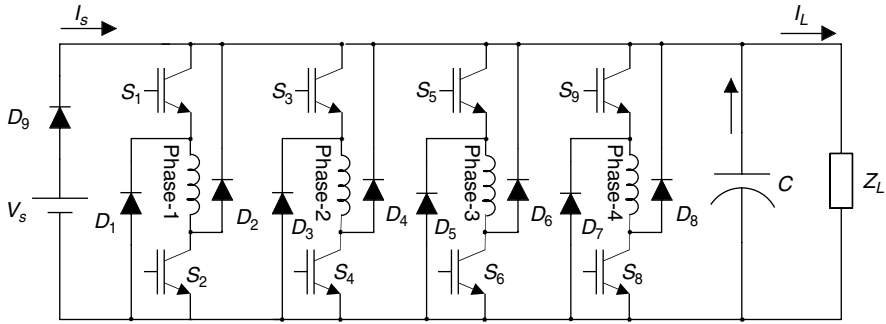 I_s I_L
S_1 S_3 S_5 S_9
D_9
Phase-1 Phase-2 Phase-3 Phase-4
V_s D_1 D_2 D_3 D_4 D_5 D_6 D_7 D_8 C Z_L
S_2 S_4 S_6 S_8